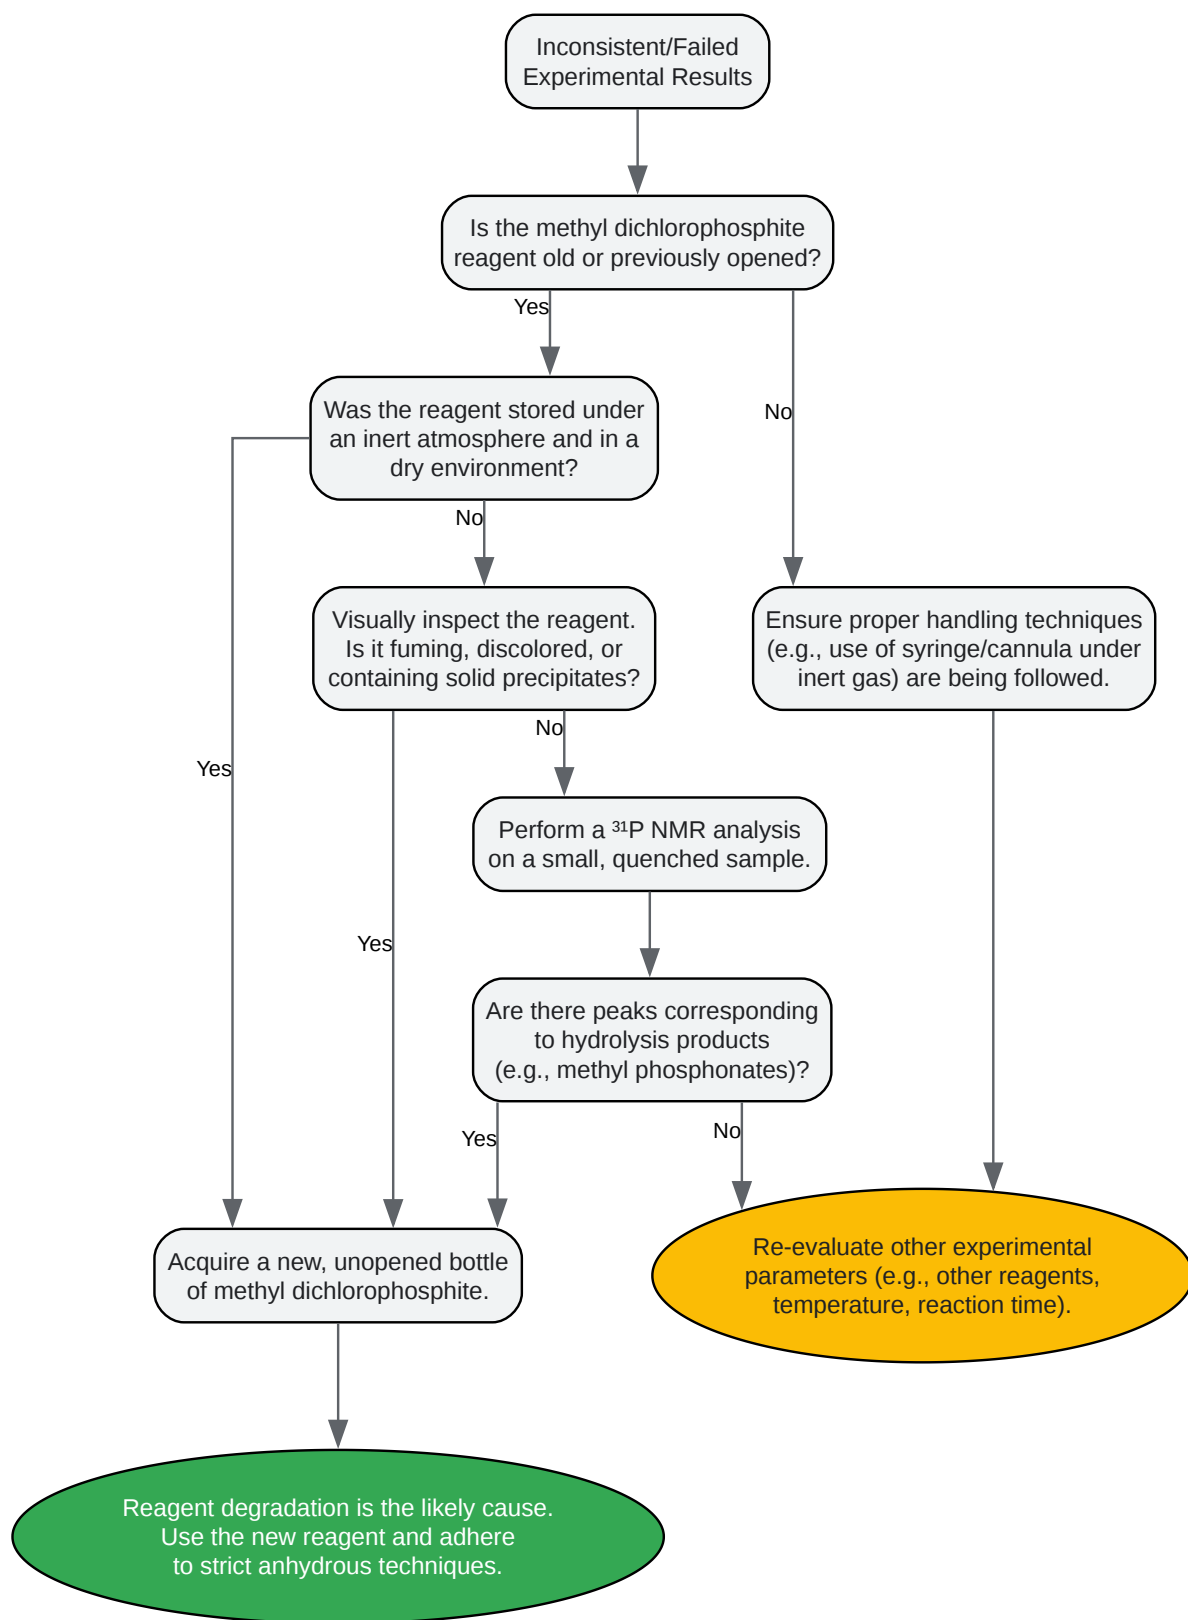 Inconsistent/Failed
Experimental Results
Is the methyl dichlorophosphite
reagent old or previously opened?
Yes
Was the reagent stored under
an inert atmosphere and in a
dry environment?
No
No
Visually inspect the reagent.
Is it fuming, discolored, or
containing solid precipitates?
Ensure proper handling techniques
(e.g., use of syringe/cannula under
inert gas) are being followed.
No
Yes
Perform a ³¹P NMR analysis
on a small, quenched sample.
Yes
Are there peaks corresponding
to hydrolysis products
(e.g., methyl phosphonates)?
Yes
No
Acquire a new, unopened bottle
of methyl dichlorophosphite.
Re-evaluate other experimental
parameters (e.g., other reagents,
temperature, reaction time).
Reagent degradation is the likely cause.
Use the new reagent and adhere
to strict anhydrous techniques.